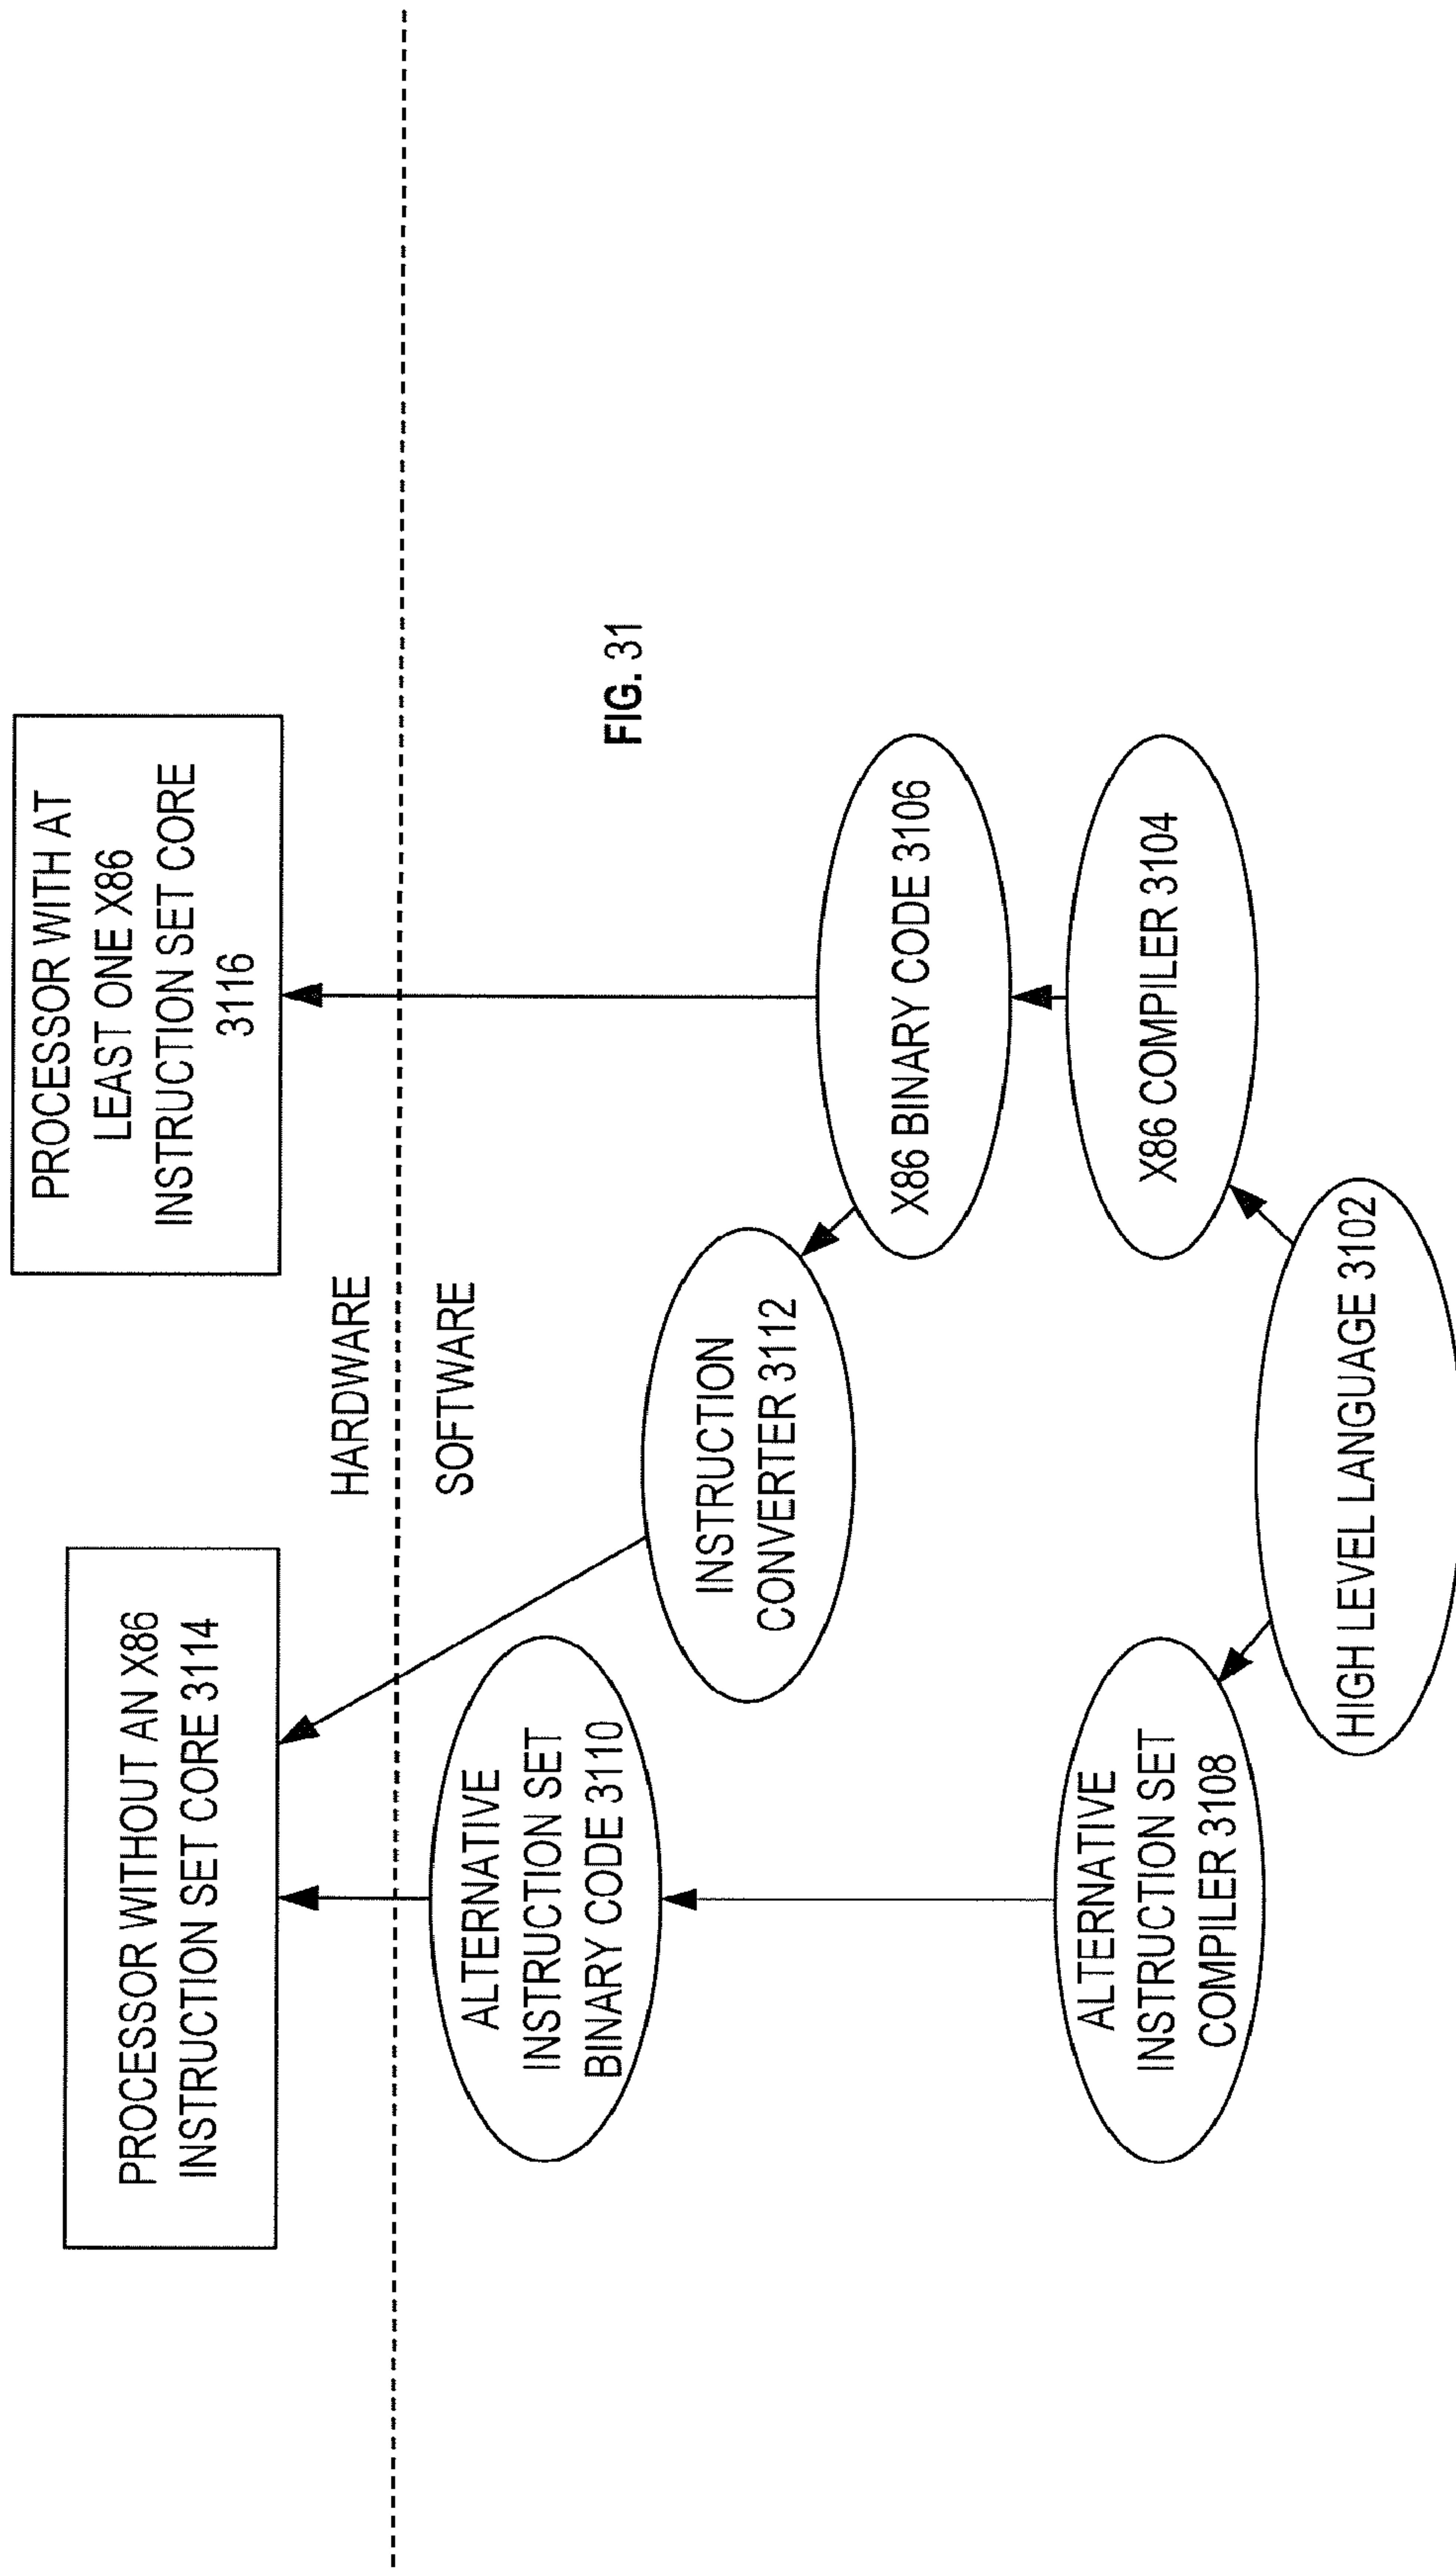 PROCESSOR WITHOUT AN X86
INSTRUCTION SET CORE 3114
PROCESSOR WITH AT
LEAST ONE X86
INSTRUCTION SET CORE
3116
HARDWARE
SOFTWARE
ALTERNATIVE
INSTRUCTION SET
BINARY CODE 3110
INSTRUCTION
CONVERTER 3112
FIG. 31
X86 BINARY CODE 3106
ALTERNATIVE
INSTRUCTION SET
COMPILER 3108
X86 COMPILER 3104
HIGH LEVEL LANGUAGE 3102